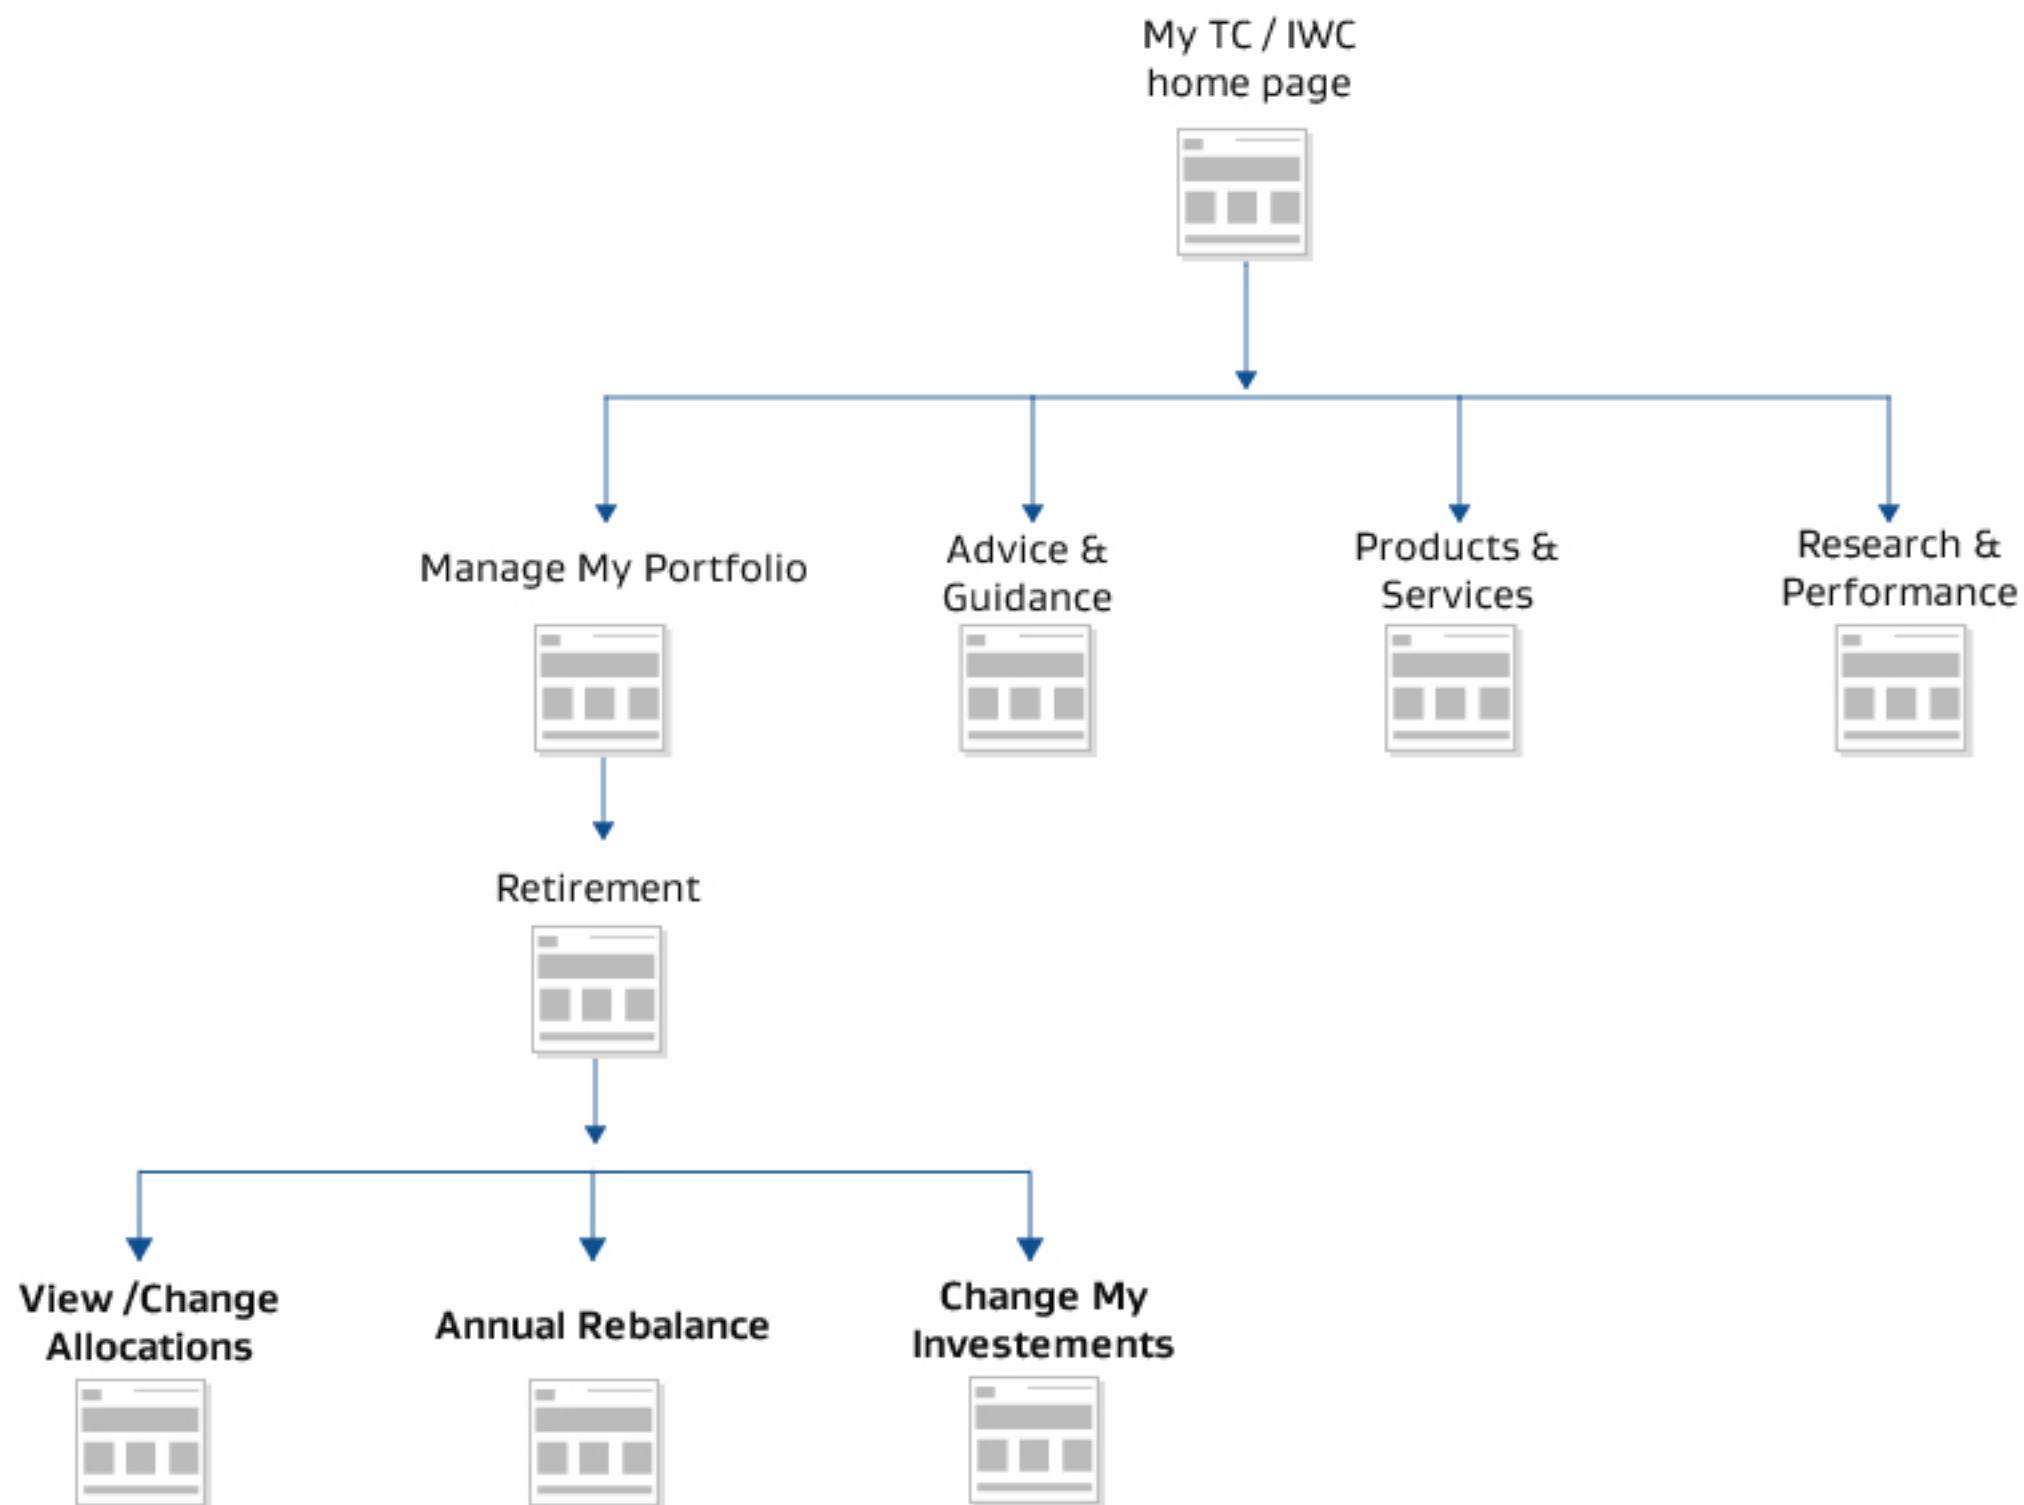 My TC / IWC
home page
Manage My Portfolio
Advice &
Guidance
Products &
Services
Research &
Performance
Retirement
View /Change
Allocations
Annual Rebalance
Change My
Investements